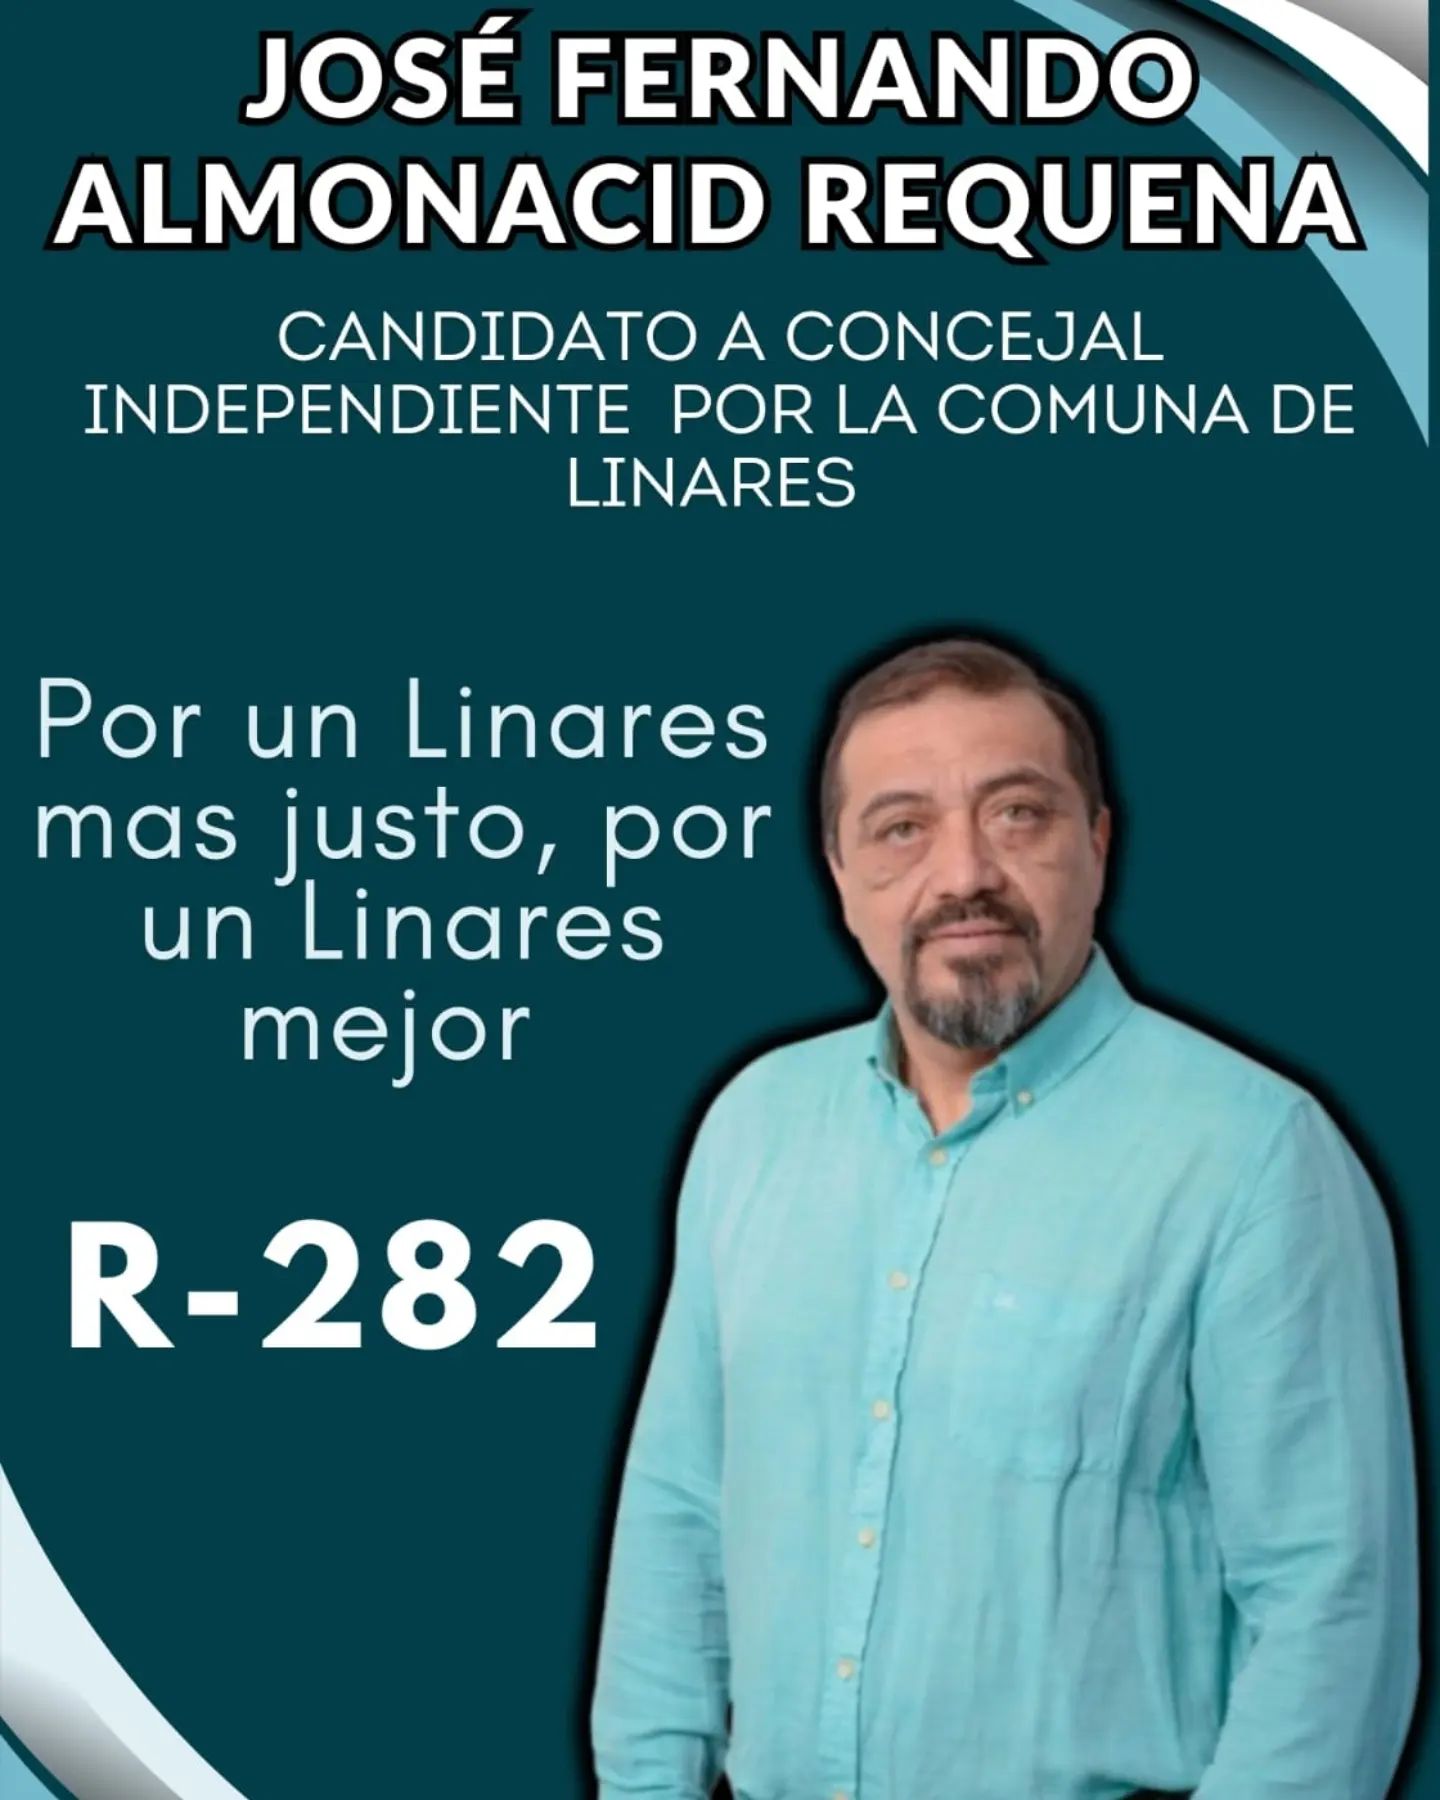 JOSÉ FERNANDO
ALMONACID REQUENA
CANDIDATO A CONCEJAL
INDEPENDIENTE POR LA COMUNA DE
LINARES
Por un Linares
mas justo, por
un Linares
mejor
R-282